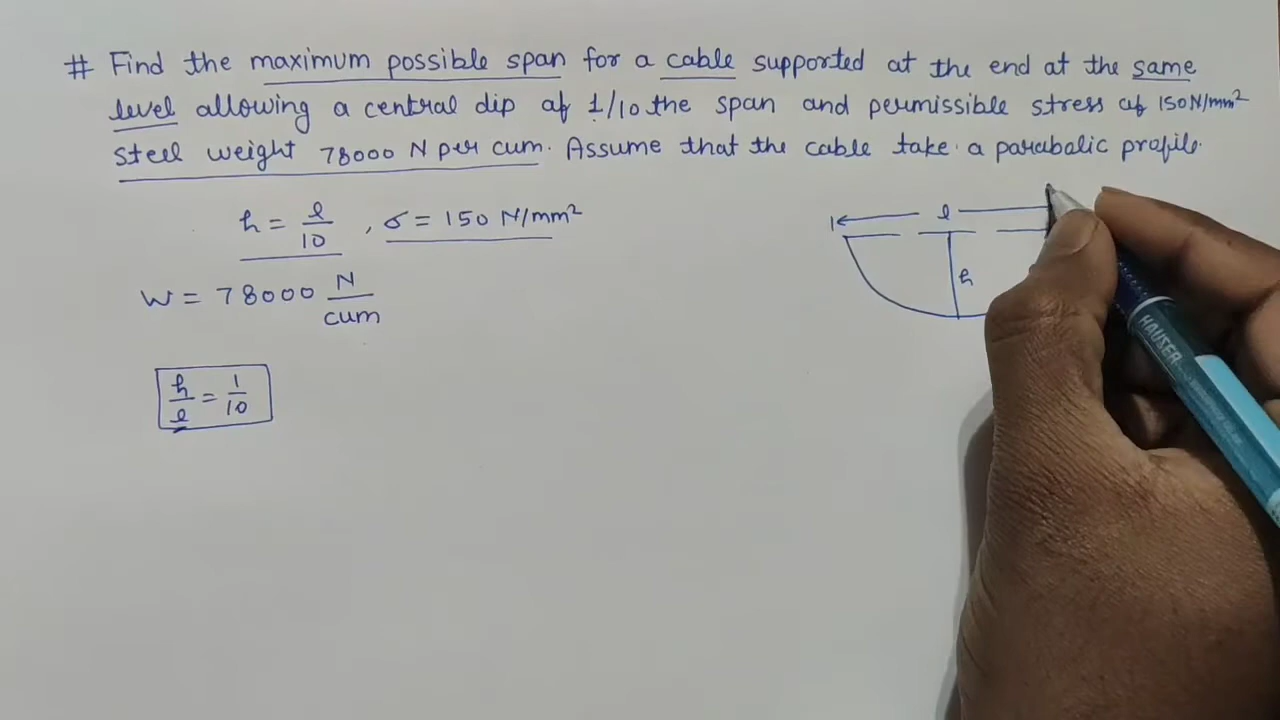 # Find the maximum possible span for a cable supported at the end at the same
level allowing a central dip of 1/10 the span and permissible stress of 150N/mm²
steel weight 78000 N per cum. Assume that the cable take a parabolic profile.
h = l/10 , σ = 150 N/mm²
l
h
W = 78000 N/cum
h/l = 1/10
HAUSER